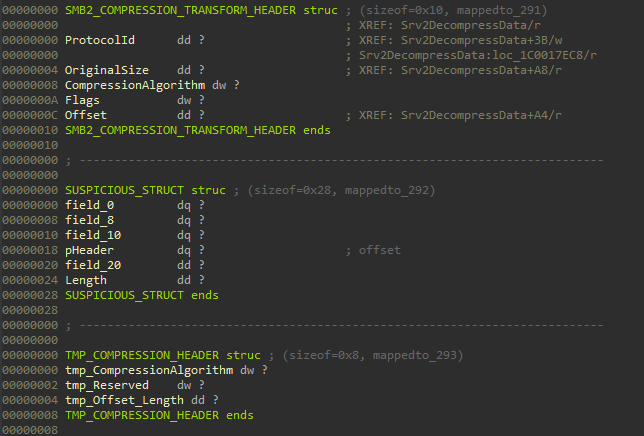 00000000 SMB2_COMPRESSION_TRANSFORM_HEADER struc ; (sizeof=0x10, mappedto_291)
00000000 ; XREF: Srv2DecompressData/r
00000000 ProtocolId dd ? ; XREF: Srv2DecompressData+3B/w
00000000 ; Srv2DecompressData:loc_1C0017EC8/r
00000004 OriginalSize dd ? ; XREF: Srv2DecompressData+A8/r
00000008 CompressionAlgorithm dw ?
0000000A Flags dw ?
0000000C Offset dd ? ; XREF: Srv2DecompressData+A4/r
00000010 SMB2_COMPRESSION_TRANSFORM_HEADER ends
00000010
00000000 ; ---------------------------------------------------------------------------
00000000
00000000 SUSPICIOUS_STRUCT struc ; (sizeof=0x28, mappedto_292)
00000000 field_0 dq ?
00000008 field_8 dq ?
00000010 field_10 dq ?
00000018 pHeader dq ? ; offset
00000020 field_20 dd ?
00000024 Length dd ?
00000028 SUSPICIOUS_STRUCT ends
00000028
00000000 ; ---------------------------------------------------------------------------
00000000
00000000 TMP_COMPRESSION_HEADER struc ; (sizeof=0x8, mappedto_293)
00000000 tmp_CompressionAlgorithm dw ?
00000002 tmp_Reserved dw ?
00000004 tmp_Offset_Length dd ?
00000008 TMP_COMPRESSION_HEADER ends
00000008